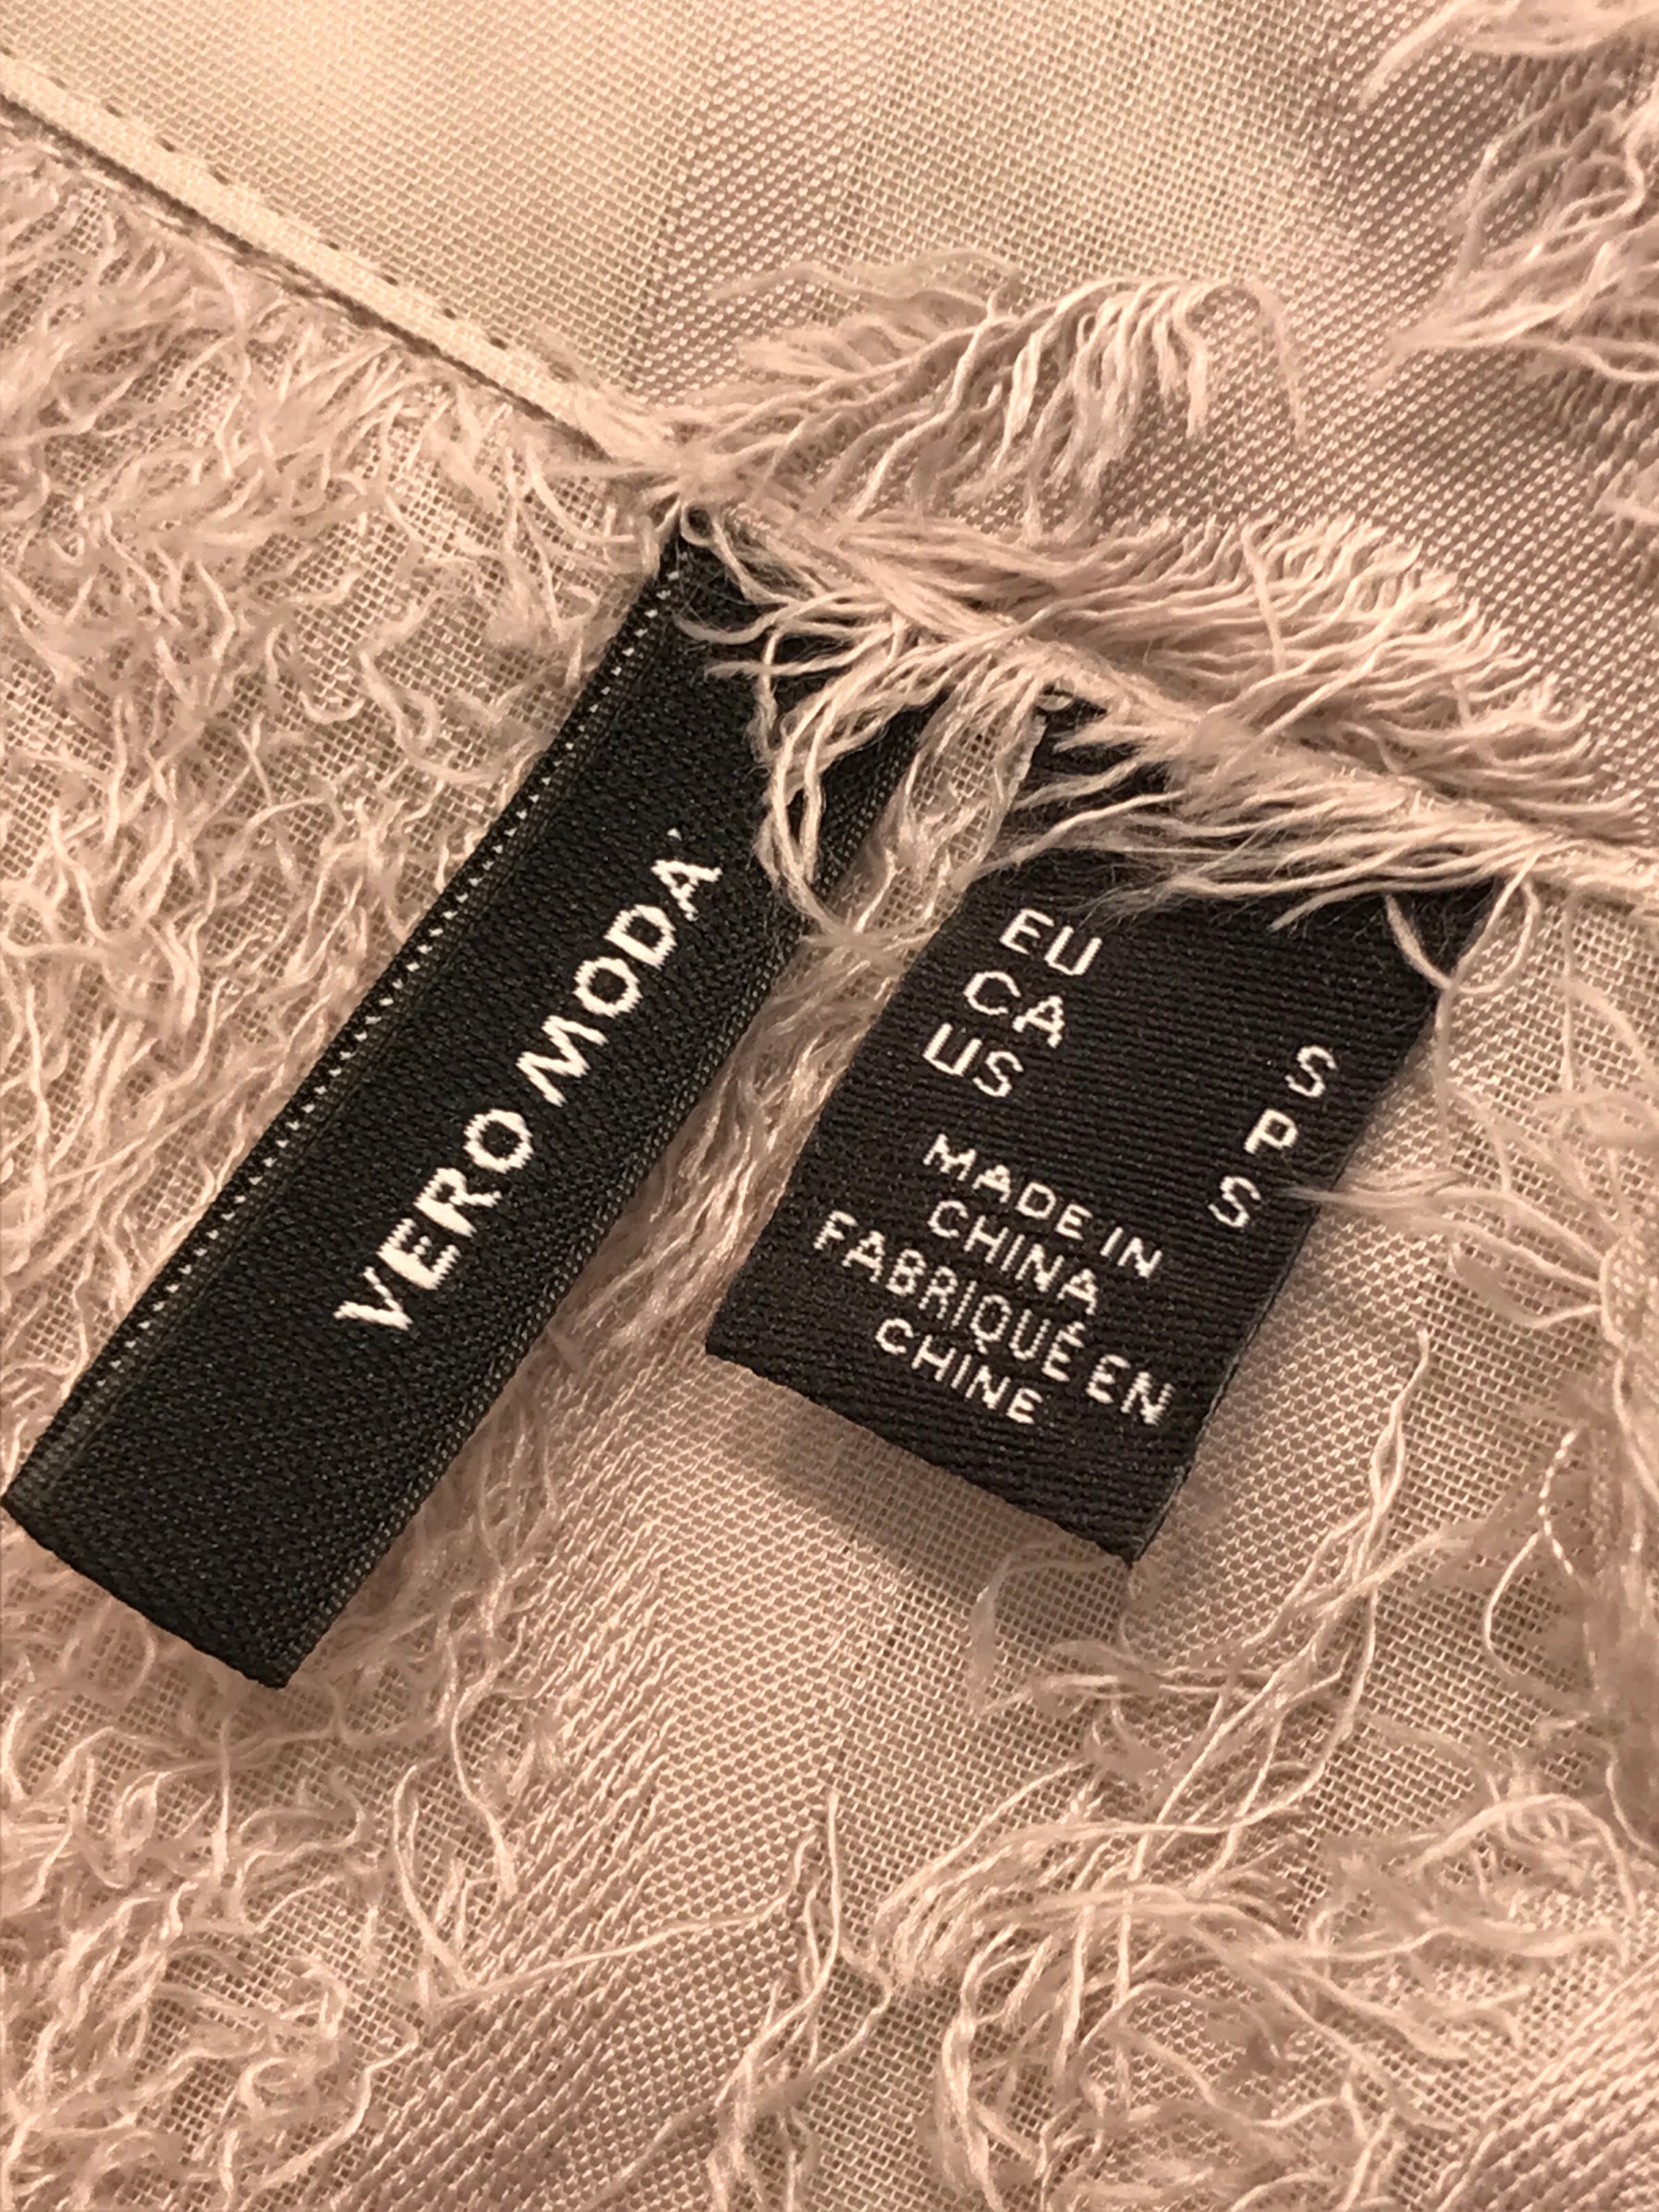 VERO MODA
EU S
CA P
US S
MADE IN
CHINA
FABRIQUÉ EN
CHINE